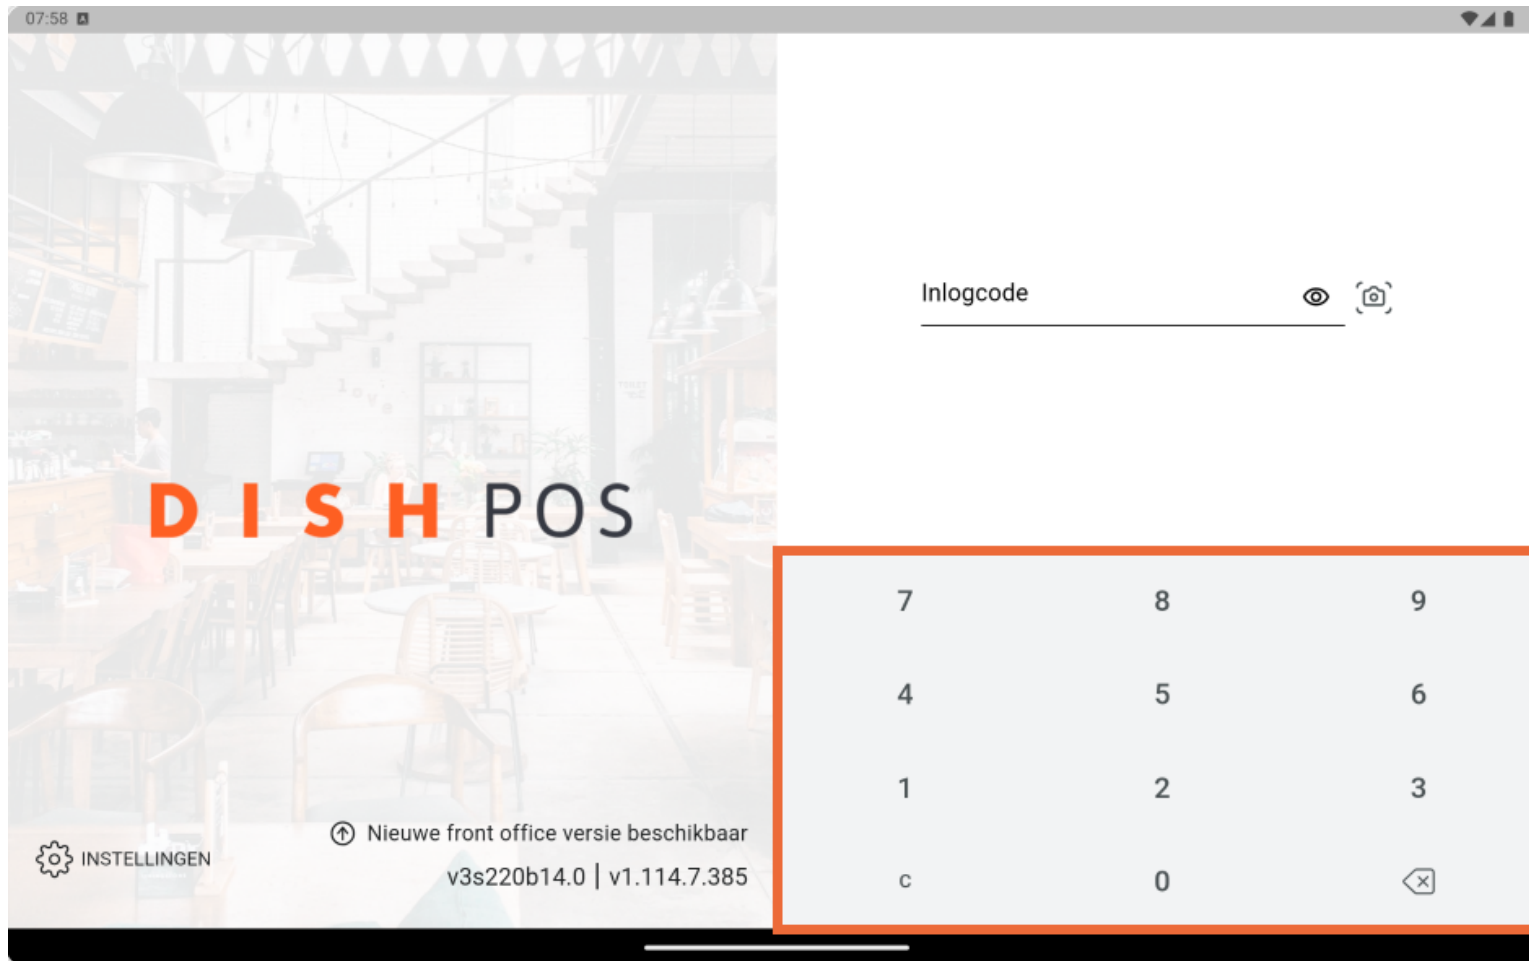 07:58
Inlogcode
DISH POS
7 8 9
4 5 6
1 2 3
C 0
Nieuwe front office versie beschikbaar
INSTELLINGEN
v3s220b14.0 | v1.114.7.385